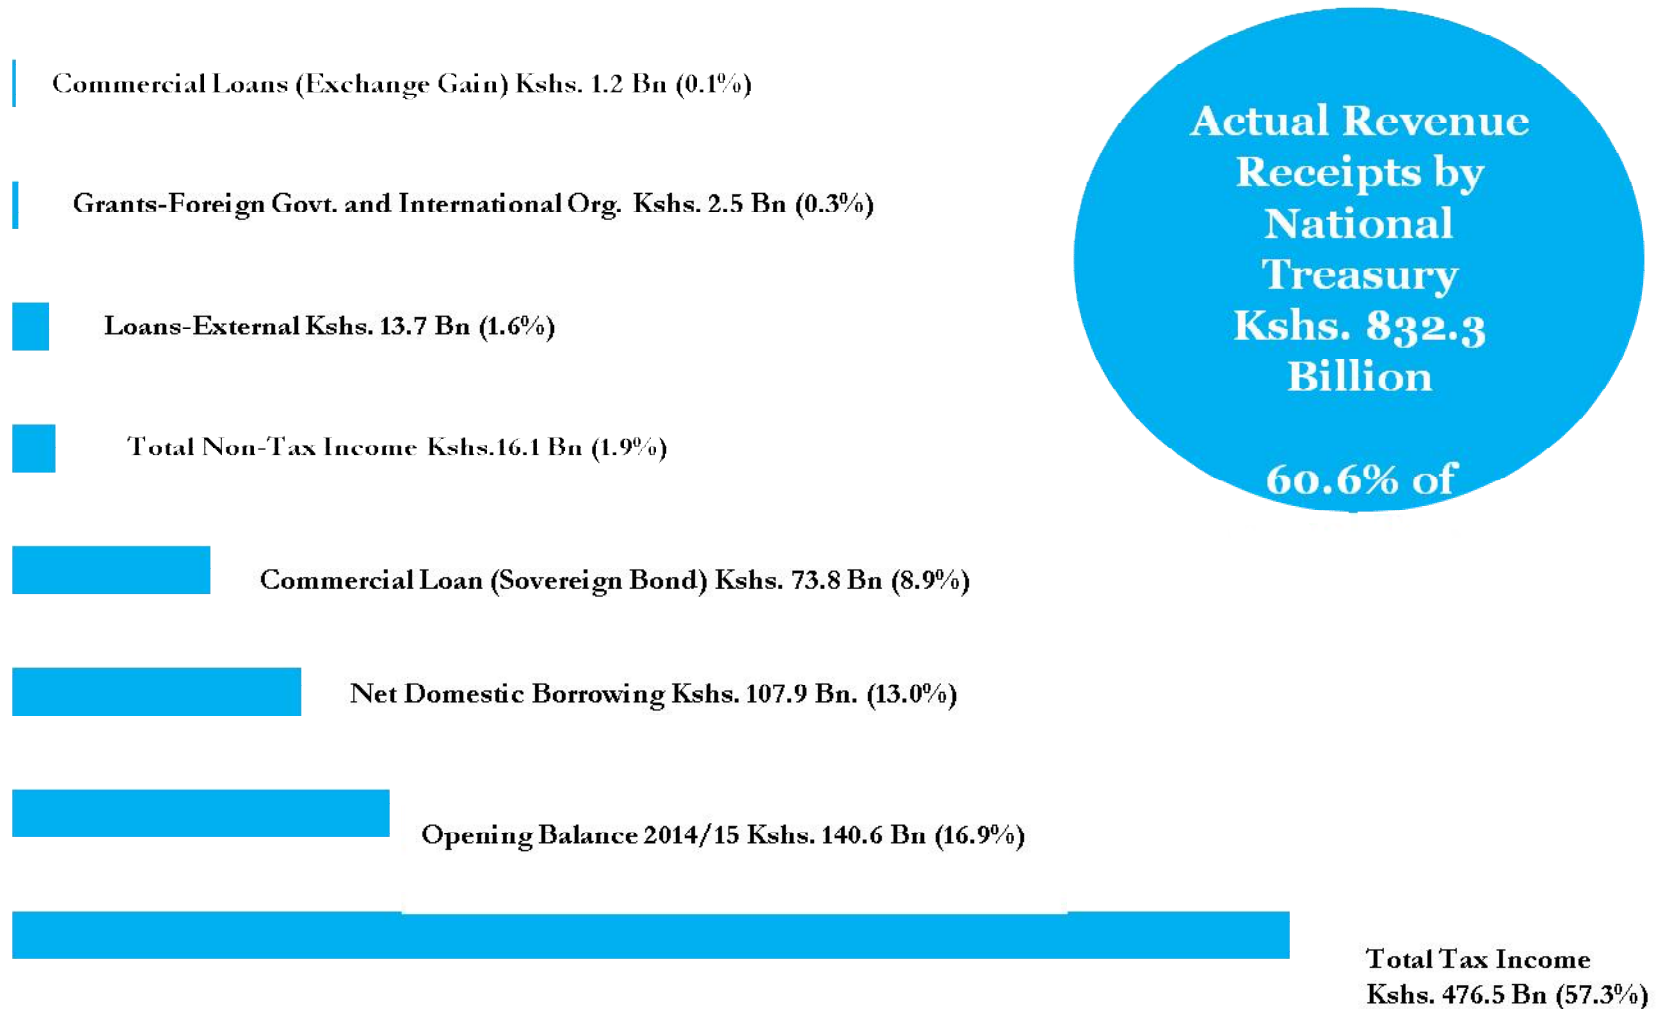 Commercial Loans (Exchange Gain) Kshs. 1.2 Bn (0.1%)
Grants-Foreign Govt. and International Org. Kshs. 2.5 Bn (0.3%)
Loans-External Kshs. 13.7 Bn (1.6%)
Total Non-Tax Income Kshs.16.1 Bn (1.9%)
Commercial Loan (Sovereign Bond) Kshs. 73.8 Bn (8.9%)
Net Domestic Borrowing Kshs. 107.9 Bn. (13.0%)
Opening Balance 2014/15 Kshs. 140.6 Bn (16.9%)
Total Tax Income
Kshs. 476.5 Bn (57.3%)
Actual Revenue
Receipts by
National
Treasury
Kshs. 832.3
Billion
60.6% of